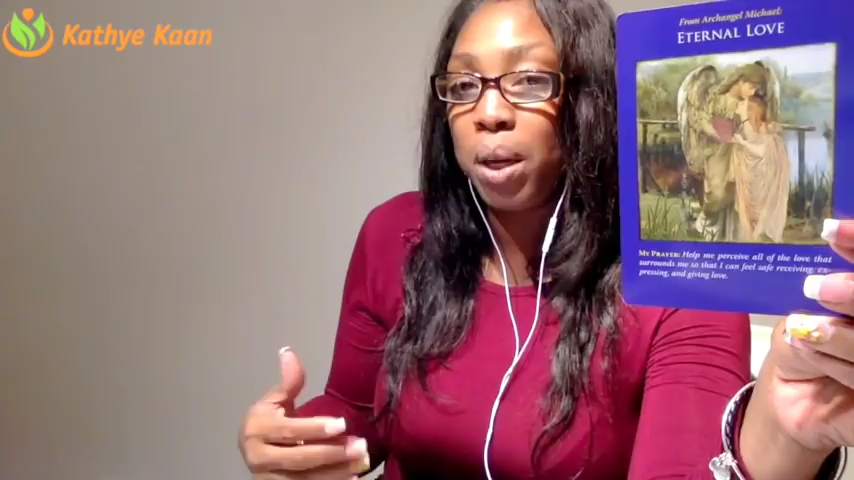 Kathye Kaan
From Archangel Michael:
ETERNAL LOVE
MY PRAYER: Help me perceive all of the love that
surrounds me so that I can feel safe receiving, ex-
pressing, and giving love.